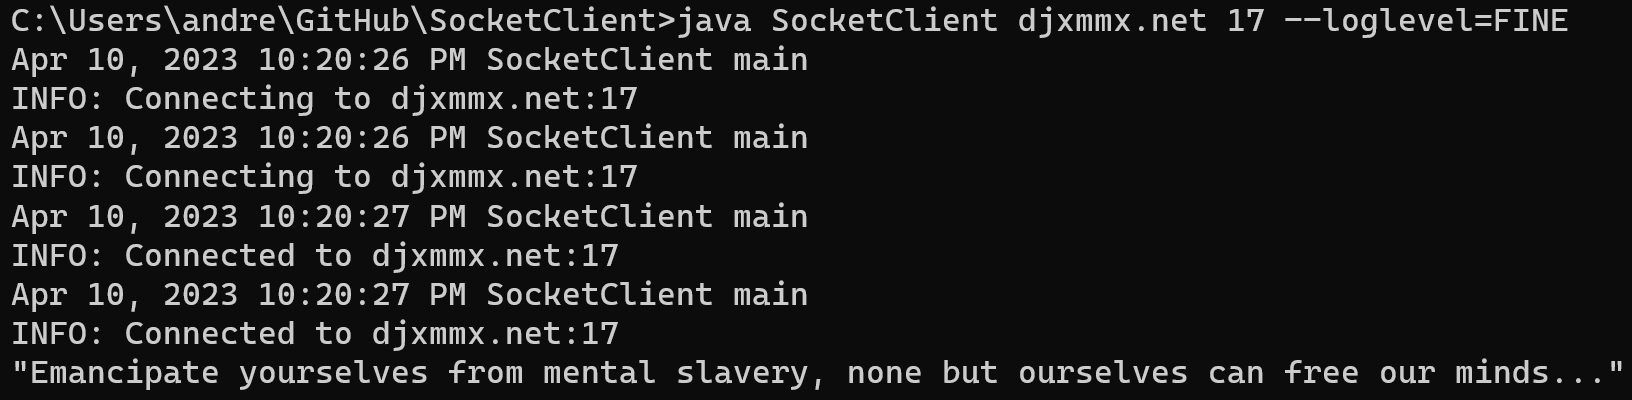 C:\Users\andre\GitHub\SocketClient>java SocketClient djxmmx.net 17 --loglevel=FINE
Apr 10, 2023 10:20:26 PM SocketClient main
INFO: Connecting to djxmmx.net:17
Apr 10, 2023 10:20:26 PM SocketClient main
INFO: Connecting to djxmmx.net:17
Apr 10, 2023 10:20:27 PM SocketClient main
INFO: Connected to djxmmx.net:17
Apr 10, 2023 10:20:27 PM SocketClient main
INFO: Connected to djxmmx.net:17
"Emancipate yourselves from mental slavery, none but ourselves can free our minds..."